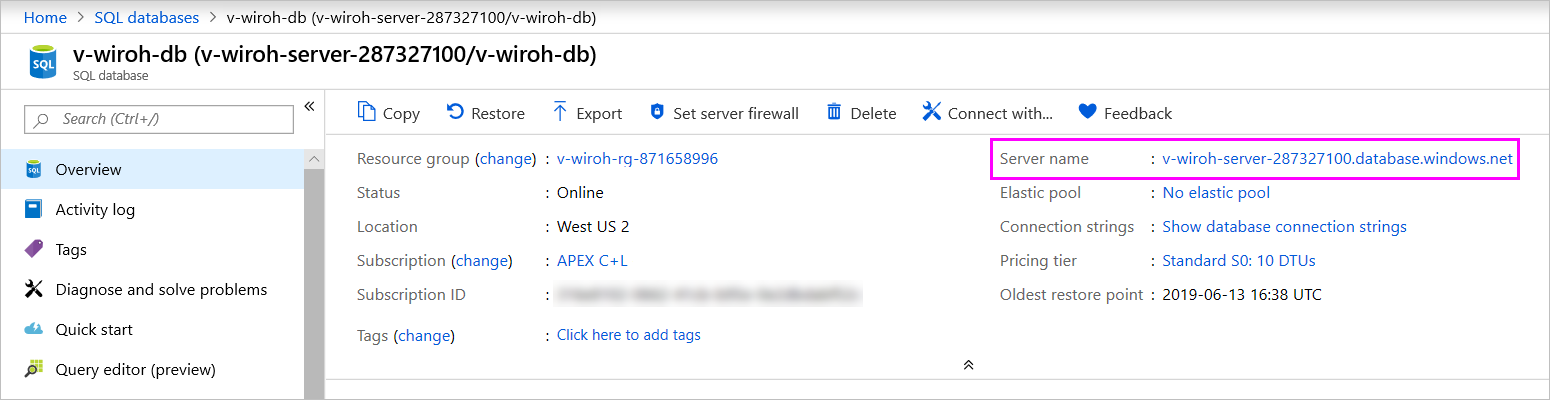 Home > SQL databases > v-wiroh-db (v-wiroh-server-287327100/v-wiroh-db)
SQL
v-wiroh-db (v-wiroh-server-287327100/v-wiroh-db)
SQL database
Search (Ctrl+/)
«
Overview
Activity log
Tags
Diagnose and solve problems
Quick start
Query editor (preview)
Copy Restore Export Set server firewall Delete Connect with... Feedback
Resource group (change) : v-wiroh-rg-871658996
Status : Online
Location : West US 2
Subscription (change) : APEX C+L
Subscription ID :
Tags (change) : Click here to add tags
Server name : v-wiroh-server-287327100.database.windows.net
Elastic pool : No elastic pool
Connection strings : Show database connection strings
Pricing tier : Standard S0: 10 DTUs
Oldest restore point : 2019-06-13 16:38 UTC